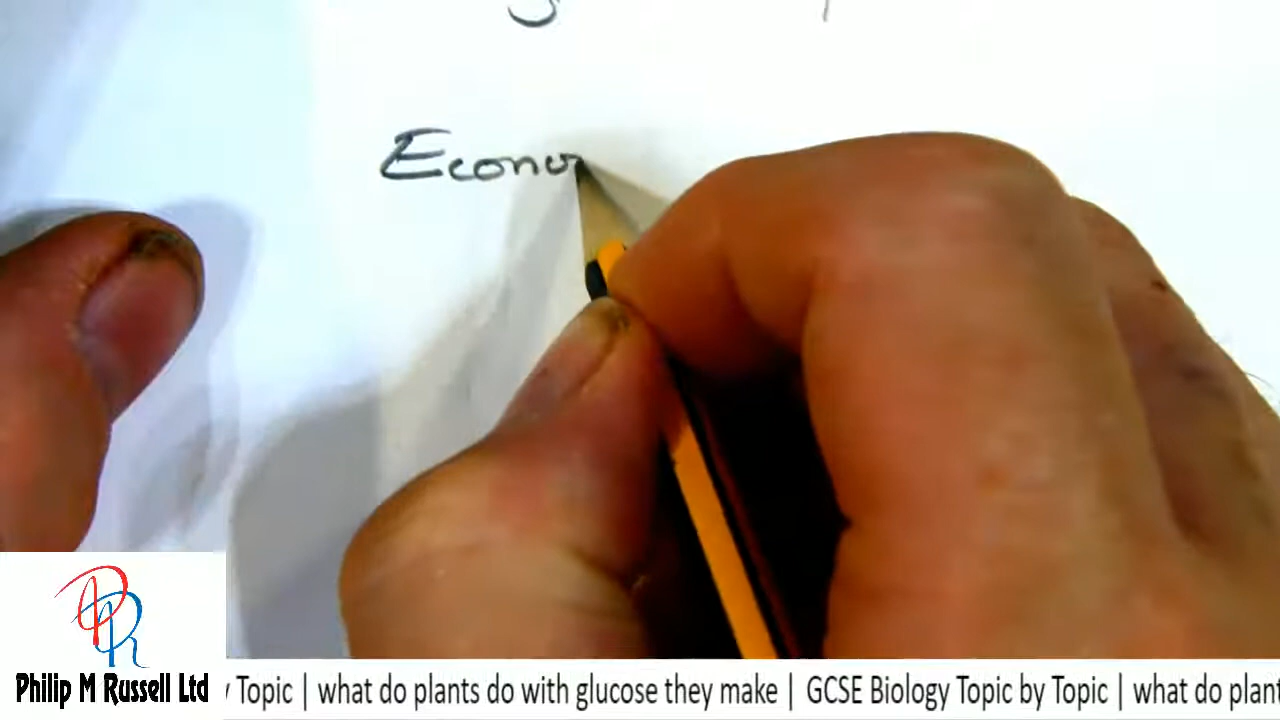 Econo
Philip M Russell Ltd
y Topic | what do plants do with glucose they make | GCSE Biology Topic by Topic | what do plant